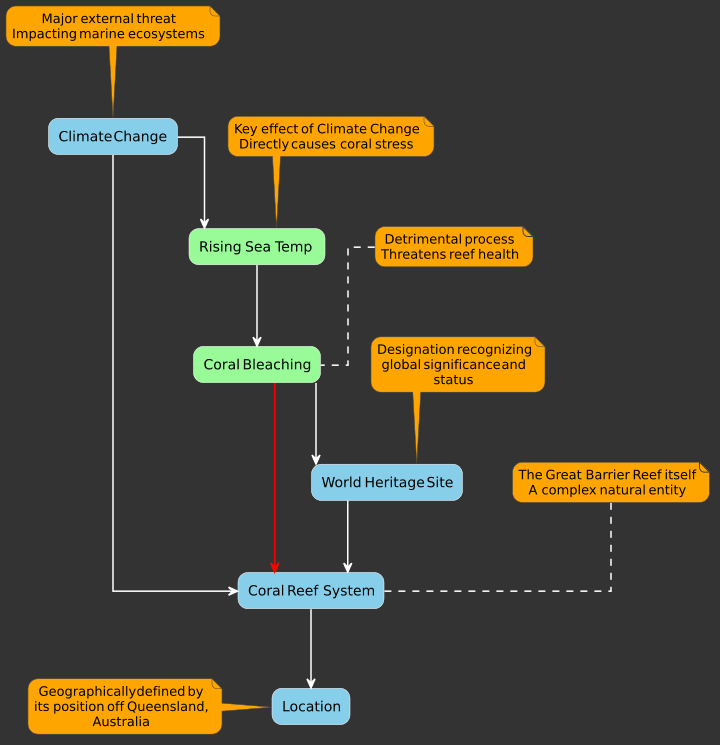 Major external threat
Impacting marine ecosystems
Climate Change
Key effect of Climate Change
Directly causes coral stress
Rising Sea Temp
Detrimental process
Threatens reef health
Coral Bleaching
Designation recognizing
global significance and
status
World Heritage Site
The Great Barrier Reef itself
A complex natural entity
Coral Reef System
Geographically defined by
its position off Queensland,
Australia
Location